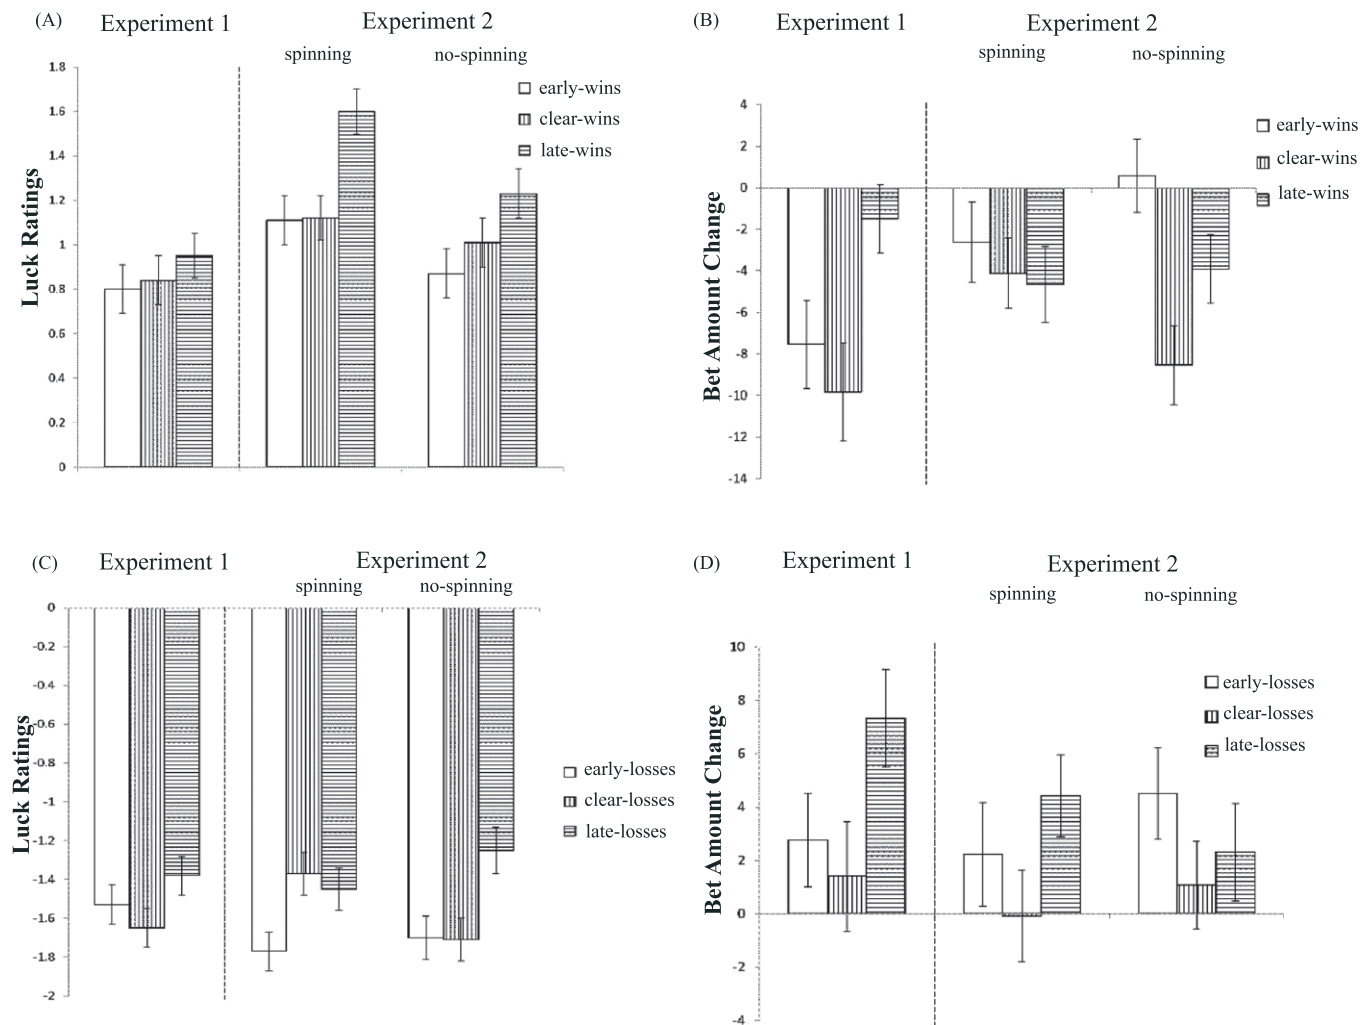 (A)
Experiment 1
Experiment 2
spinning
no-spinning
1.8
1.6
1.4
1.2
1
0.8
0.6
0.4
0.2
0
Luck Ratings
early-wins
clear-wins
late-wins
(B)
Experiment 1
Experiment 2
spinning
no-spinning
4
2
0
-2
-4
-6
-8
-10
-12
-14
Bet Amount Change
early-wins
clear-wins
late-wins
(C)
Experiment 1
Experiment 2
spinning
no-spinning
0
-0.2
-0.4
-0.6
-0.8
-1
-1.2
-1.4
-1.6
-1.8
-2
Luck Ratings
early-losses
clear-losses
late-losses
(D)
Experiment 1
Experiment 2
spinning
no-spinning
10
8
6
4
2
0
-2
-4
Bet Amount Change
early-losses
clear-losses
late-losses